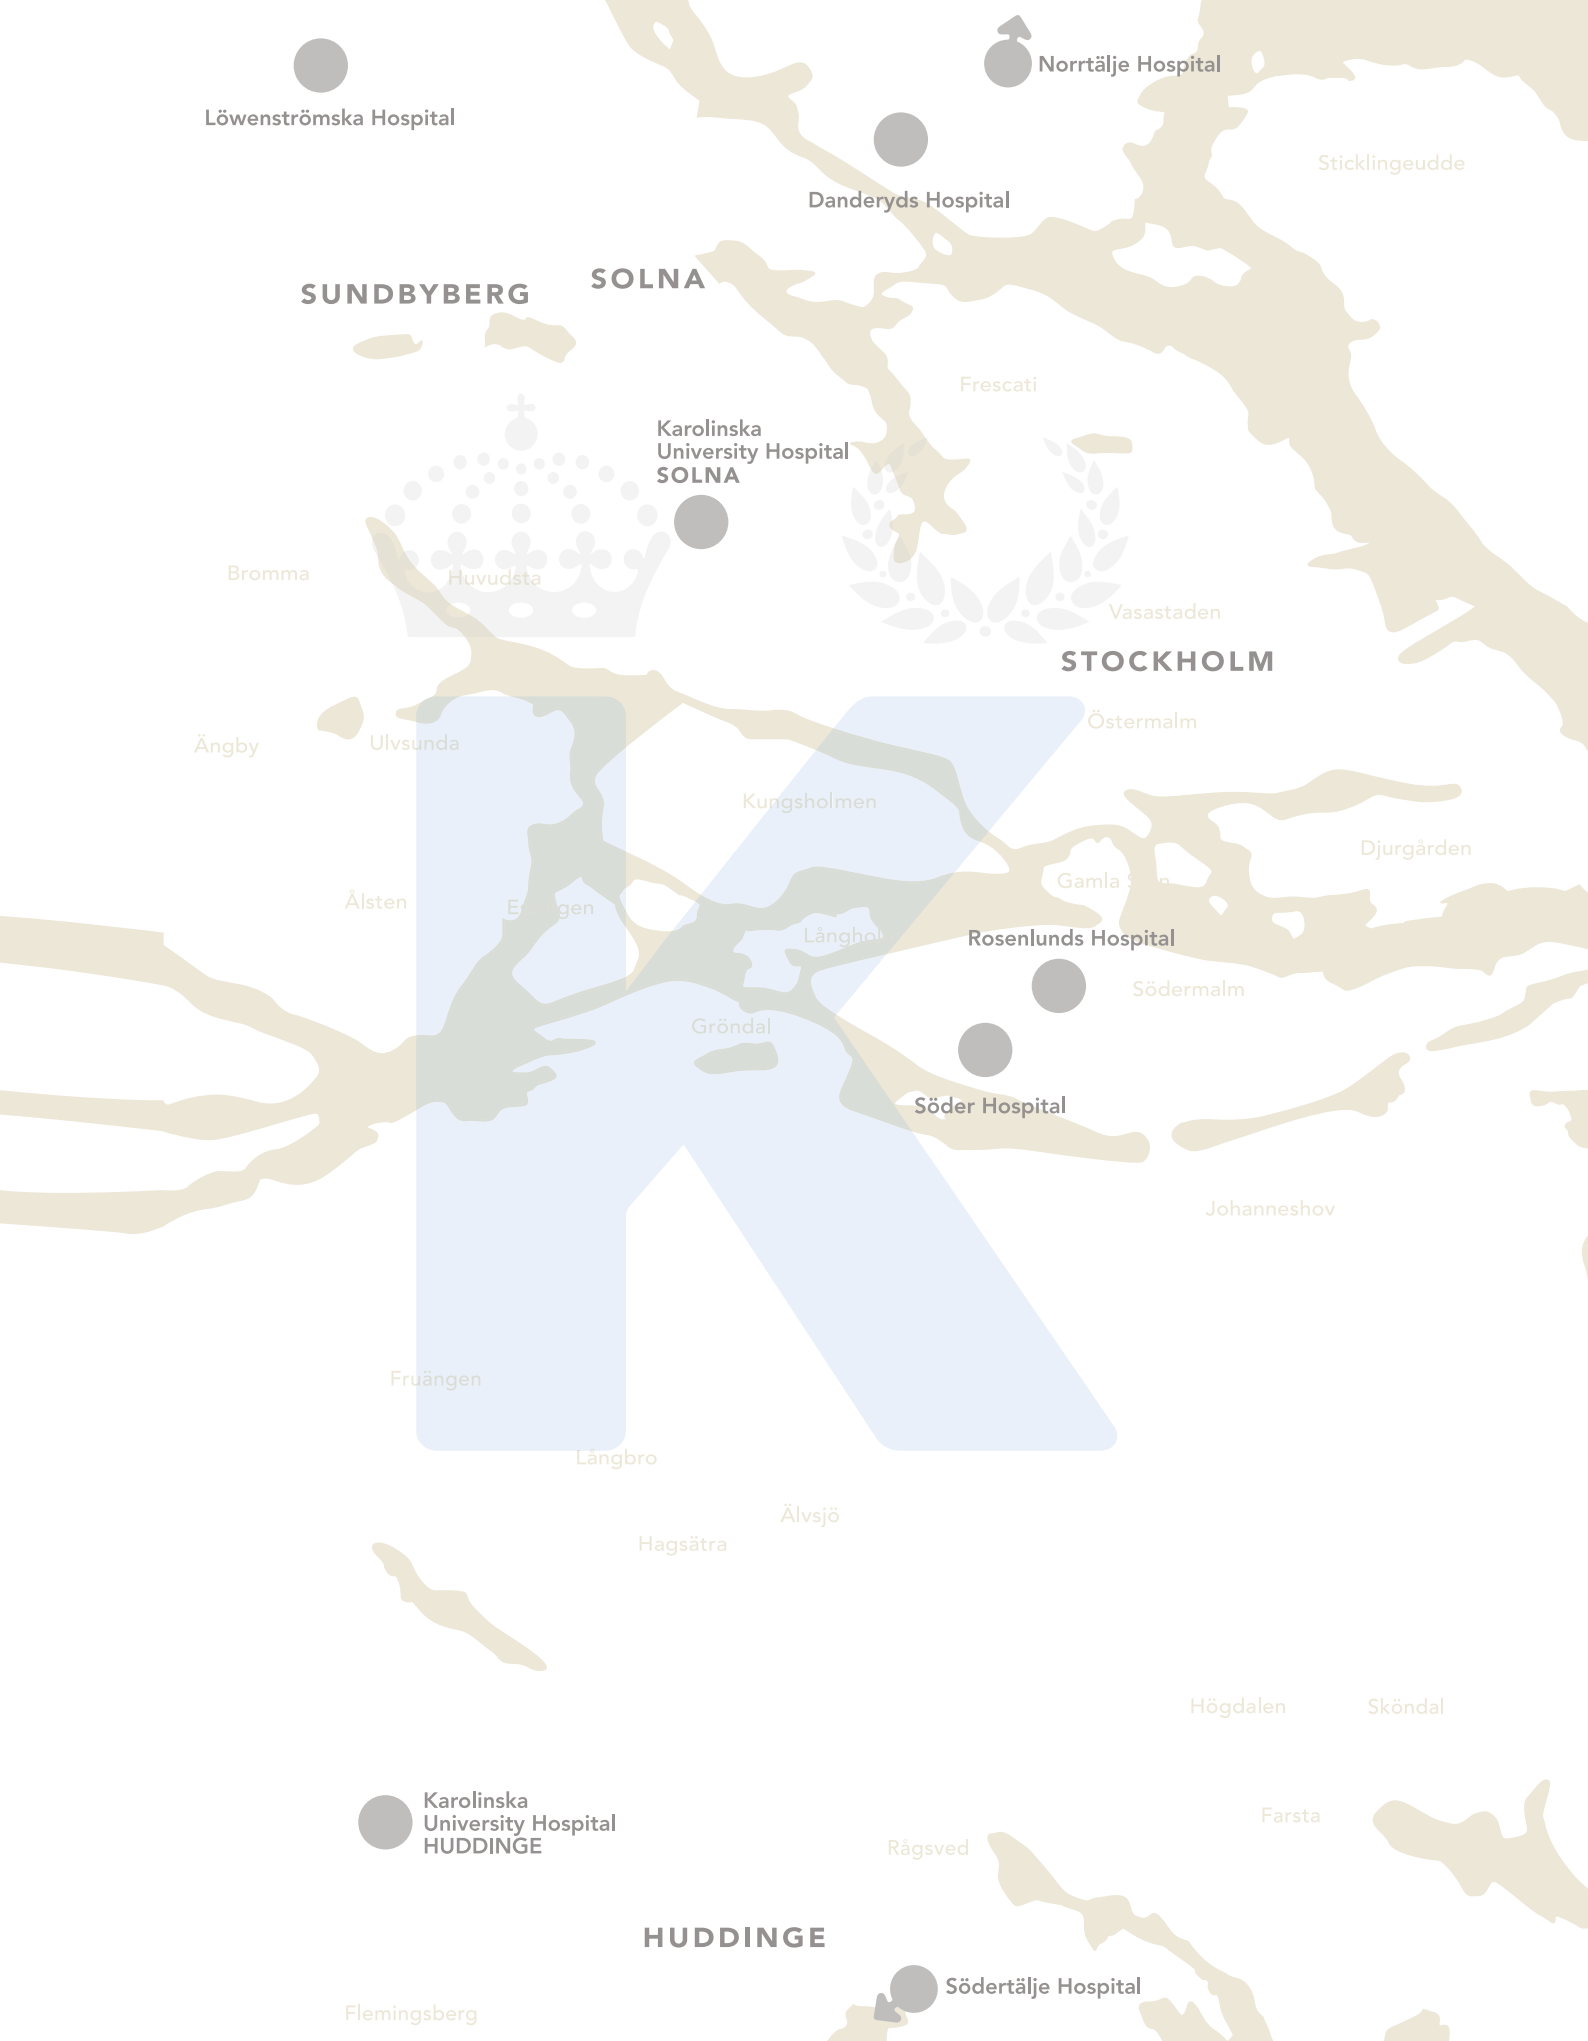 Norrtälje Hospital
Löwenströmska Hospital
Sticklingeudde
Danderyds Hospital
SOLNA
SUNDBYBERG
Frescati
Karolinska
University Hospital
SOLNA
Bromma
Huvudsta
Vasastaden
STOCKHOLM
Östermalm
Ängby
Ulvsunda
Kungsholmen
Djurgården
Gamla
Ålsten
Rosenlunds Hospital
Södermalm
Gröndal
Söder Hospital
Johanneshov
Fruängen
Långbro
Älvsjö
Hagsätra
Högdalen
Sköndal
Karolinska
University Hospital
HUDDINGE
Farsta
Rågsved
HUDDINGE
Södertälje Hospital
Flemingsberg
K